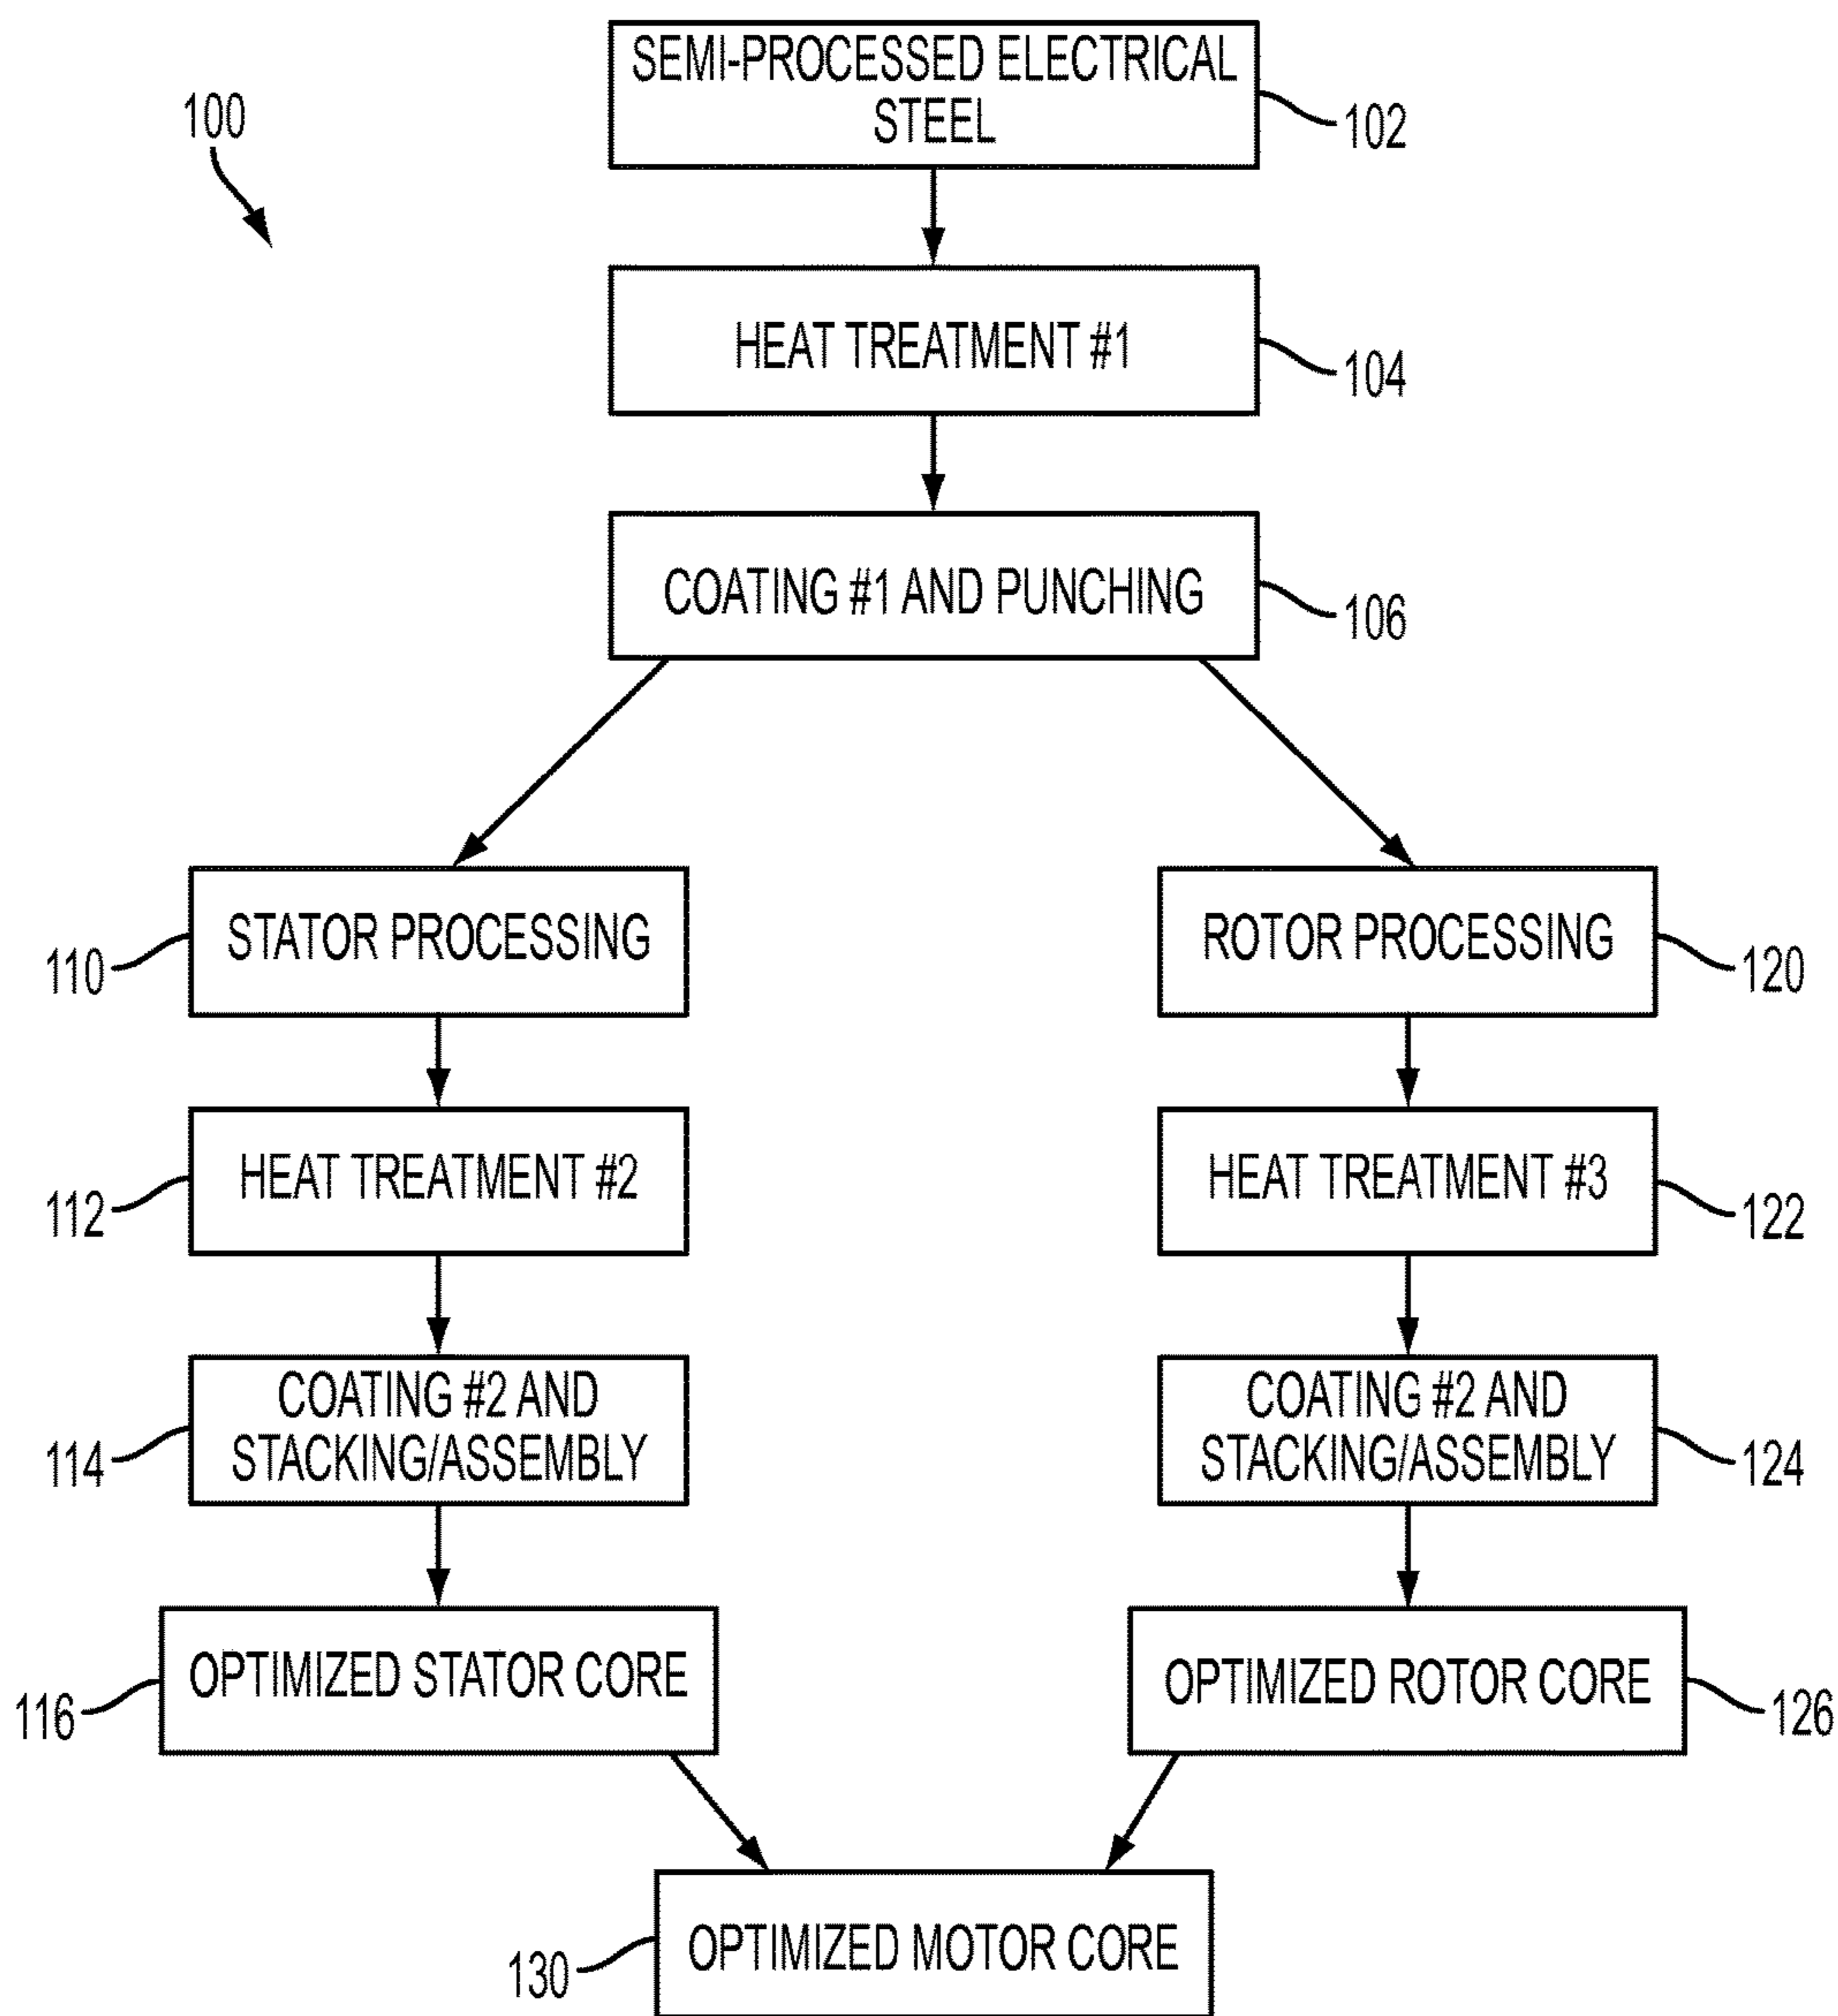 SEMI-PROCESSED ELECTRICAL
STEEL
102
100
HEAT TREATMENT #1
104
COATING #1 AND PUNCHING
106
STATOR PROCESSING
110
ROTOR PROCESSING
120
HEAT TREATMENT #2
112
HEAT TREATMENT #3
122
COATING #2 AND
STACKING/ASSEMBLY
114
COATING #2 AND
STACKING/ASSEMBLY
124
OPTIMIZED STATOR CORE
116
OPTIMIZED ROTOR CORE
126
OPTIMIZED MOTOR CORE
130